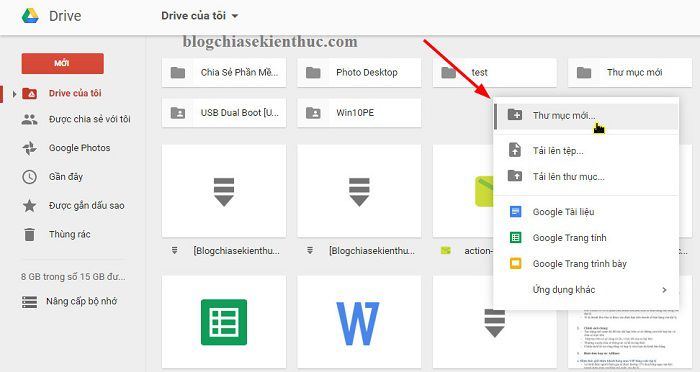 Drive
Drive của tôi
blogchiasekienthuc.com
MỚI
Drive của tôi
Được chia sẻ với tôi
Google Photos
Gần đây
Được gắn dấu sao
Thùng rác
8 GB trong số 15 GB đư...
Nâng cấp bộ nhớ
Chia Sẻ Phần Mề...
Photo Desktop
test
Thư mục mới
USB Dual Boot [U...
Win10PE
Thư mục mới...
Tải lên tệp...
Tải lên thư mục...
Google Tài liệu
Google Trang tính
Google Trang trình bày
Ứng dụng khác
[Blogchiasekienthu...
[Blogchiasekienthu...
action-
W